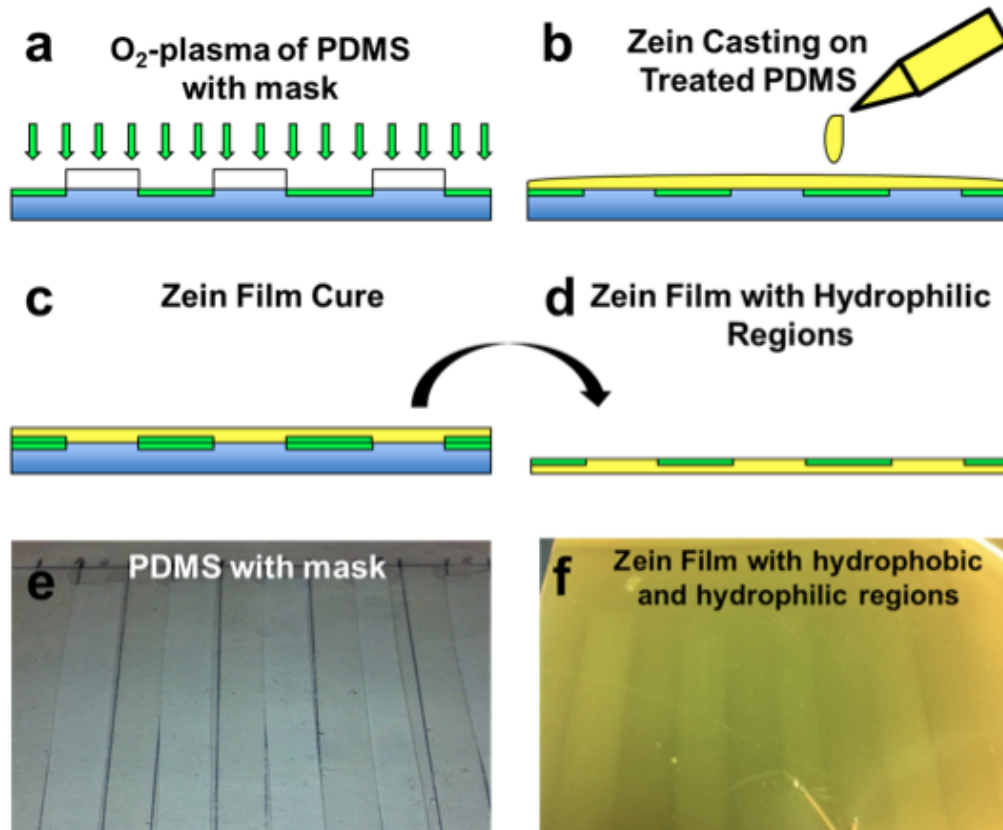 a
O₂-plasma of PDMS
with mask
b
Zein Casting on
Treated PDMS
c
Zein Film Cure
d
Zein Film with Hydrophilic
Regions
e
PDMS with mask
f
Zein Film with hydrophobic
and hydrophilic regions